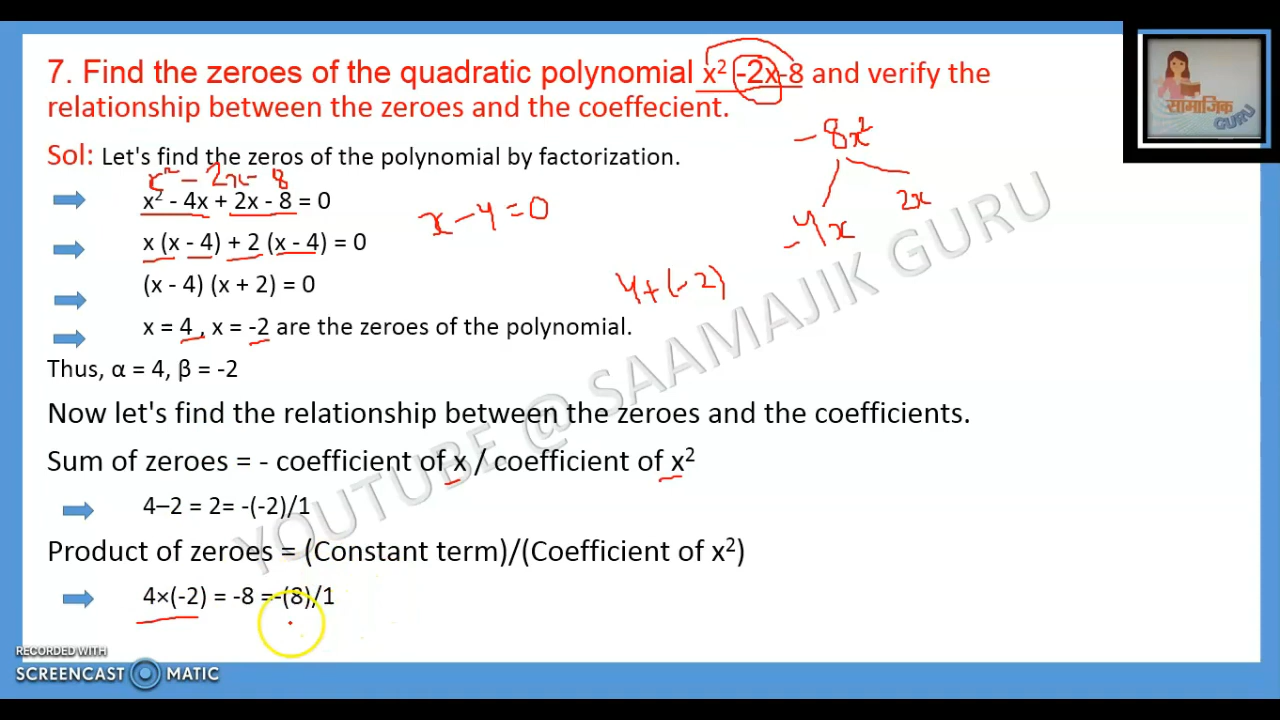 7. Find the zeroes of the quadratic polynomial x² -2x-8 and verify the
relationship between the zeroes and the coeffecient.
सामाजिक
GURU
- 8x²
Sol: Let's find the zeros of the polynomial by factorization.
x² - 2x - 8
x² - 4x + 2x - 8 = 0
x - 4 = 0
2x
- 4x
x (x - 4) + 2 (x - 4) = 0
(x - 4) (x + 2) = 0
4+(-2)
x = 4 , x = -2 are the zeroes of the polynomial.
Thus, α = 4, β = -2
Now let's find the relationship between the zeroes and the coefficients.
Sum of zeroes = - coefficient of x / coefficient of x²
4–2 = 2= -(-2)/1
Product of zeroes = (Constant term)/(Coefficient of x²)
4×(-2) = -8 =-(8)/1
YOUTUBE @ SAAMAJIK GURU
RECORDED WITH
SCREENCAST MATIC